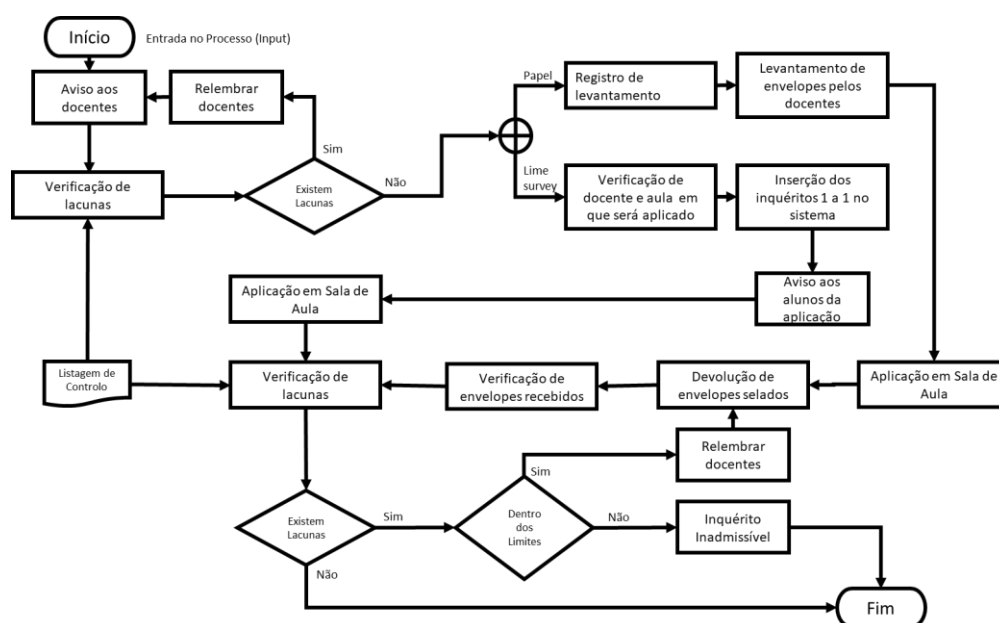 Início
Entrada no Processo (Input)
Aviso aos
docentes
Relembrar
docentes
Sim
Verificação de
lacunas
Existem
Lacunas
Não
Papel
Registro de
levantamento
Levantamento de
envelopes pelos
docentes
Lime
survey
Verificação de
docente e aula em
que será aplicado
Inserção dos
inquéritos 1 a 1 no
sistema
Aviso aos
alunos da
aplicação
Aplicação em Sala de
Aula
Listagem de
Controlo
Verificação de
lacunas
Verificação de
envelopes recebidos
Devolução de
envelopes selados
Aplicação em Sala de
Aula
Relembrar
docentes
Sim
Existem
Lacunas
Sim
Dentro
dos
Limites
Não
Inquérito
Inadmissível
Não
Fim